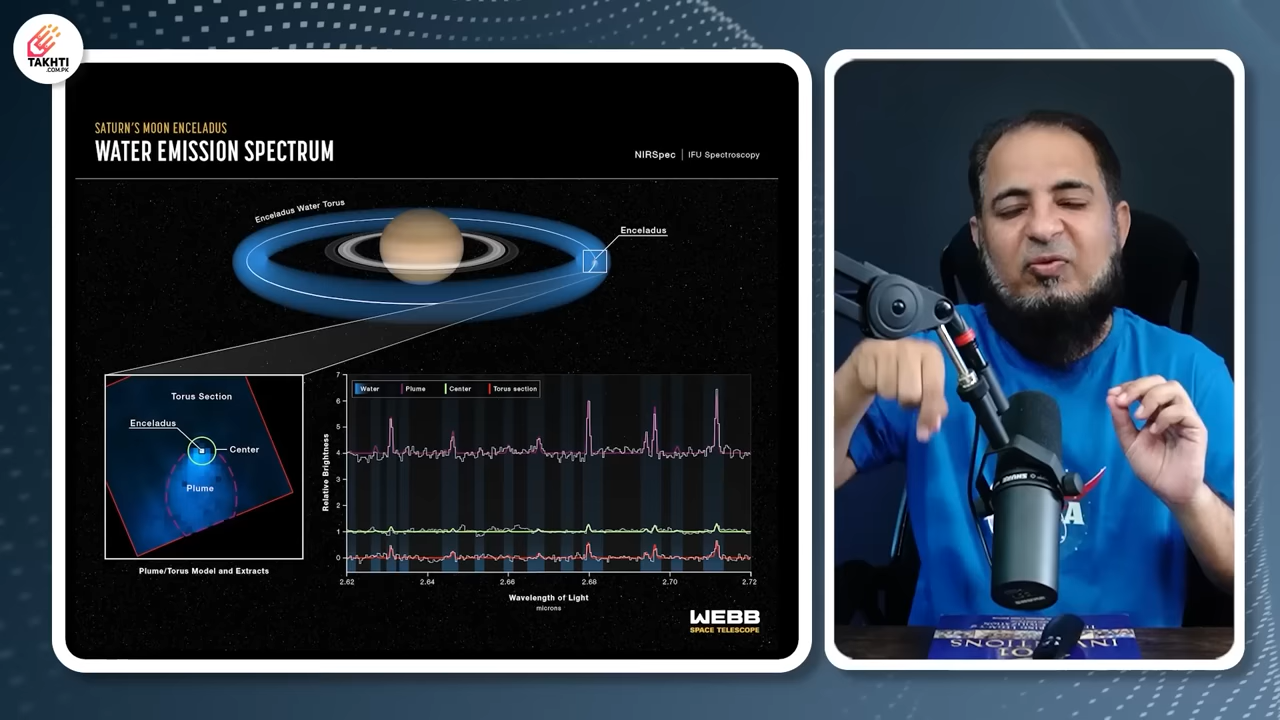 TAKHTI
.COM.PK
SATURN'S MOON ENCELADUS
WATER EMISSION SPECTRUM
NIRSpec | IFU Spectroscopy
Enceladus Water Torus
Enceladus
Torus Section
Enceladus
Center
Plume
Plume/Torus Model and Extracts
Water Plume Center Torus section
7
6
5
4
3
2
1
0
Relative Brightness
2.62 2.64 2.66 2.68 2.70 2.72
Wavelength of Light
microns
WEBB
SPACE TELESCOPE
SHURE